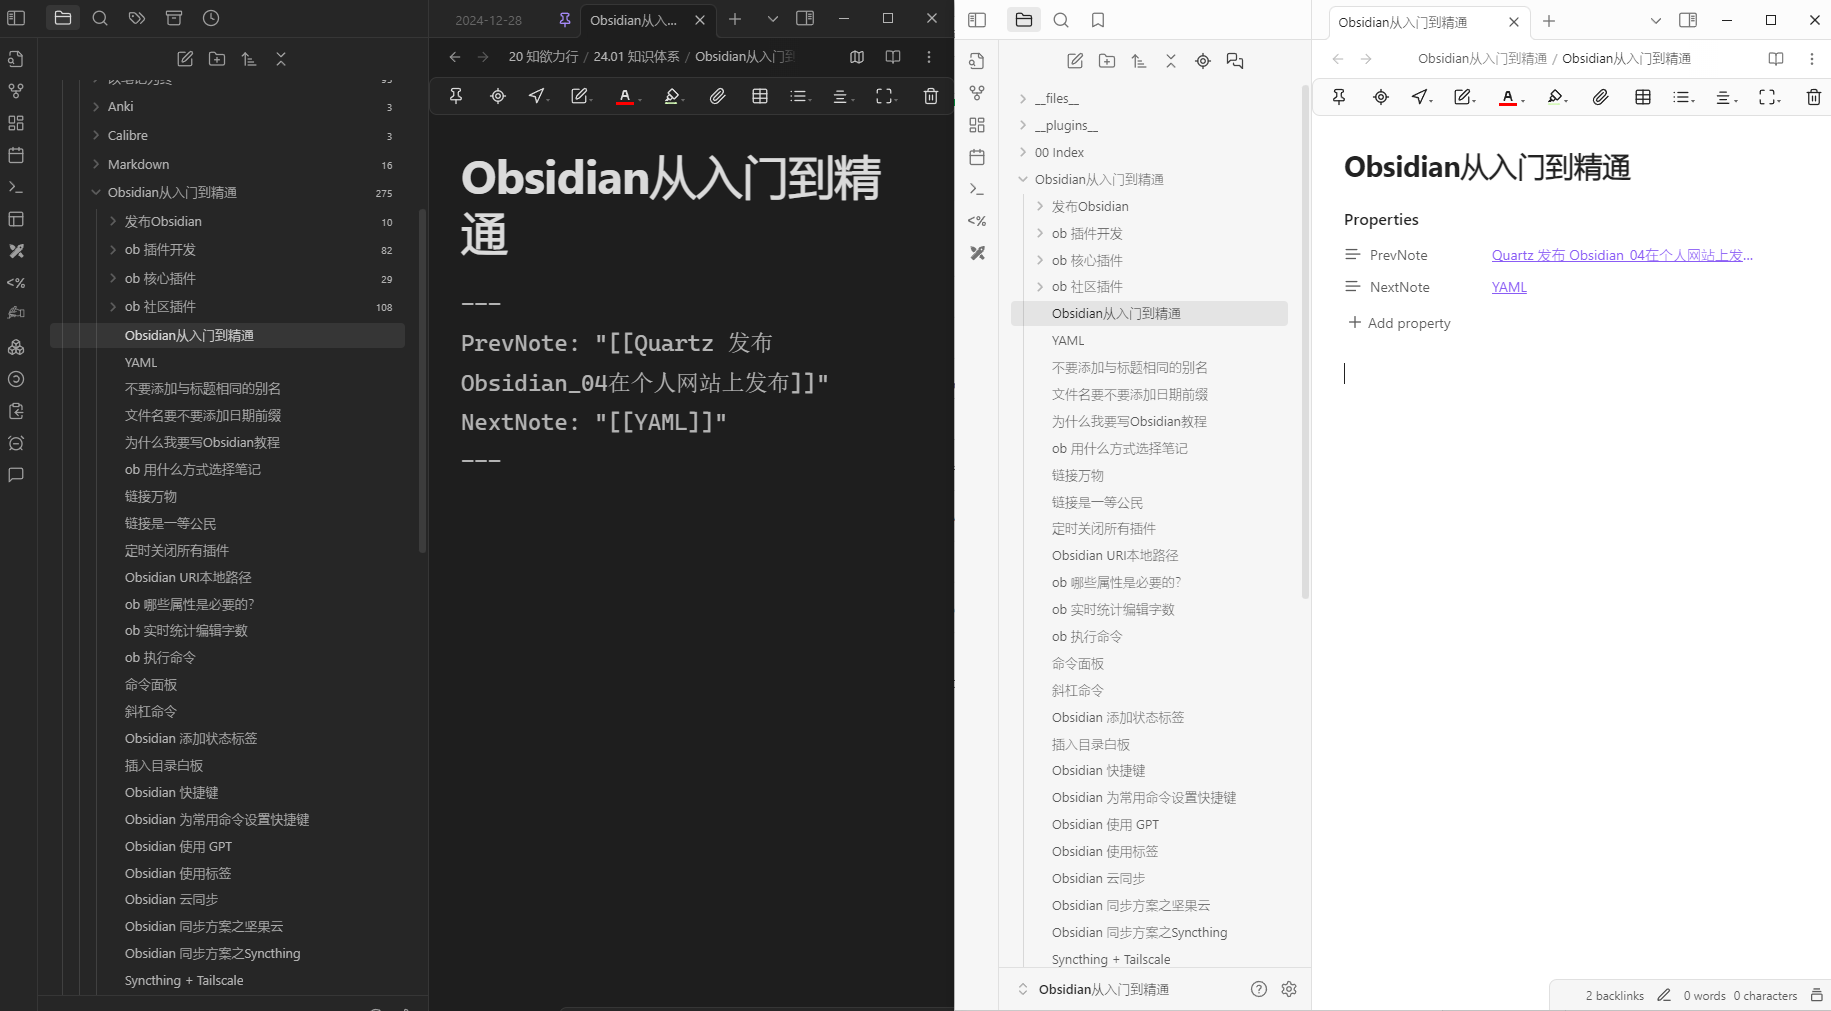 2024-12-28
Obsidian从入...
20 知欲力行 / 24.01 知识体系 / Obsidian从入门到
Anki 3
Calibre 3
Markdown 16
Obsidian从入门到精通 275
发布Obsidian 10
ob 插件开发 82
ob 核心插件 29
ob 社区插件 108
Obsidian从入门到精通
YAML
不要添加与标题相同的别名
文件名要不要添加日期前缀
为什么我要写Obsidian教程
ob 用什么方式选择笔记
链接万物
链接是一等公民
定时关闭所有插件
Obsidian URI本地路径
ob 哪些属性是必要的?
ob 实时统计编辑字数
ob 执行命令
命令面板
斜杠命令
Obsidian 添加状态标签
插入目录白板
Obsidian 快捷键
Obsidian 为常用命令设置快捷键
Obsidian 使用 GPT
Obsidian 使用标签
Obsidian 云同步
Obsidian 同步方案之坚果云
Obsidian 同步方案之Syncthing
Syncthing + Tailscale
Obsidian从入门到精
通
---
PrevNote: "[[Quartz 发布
Obsidian_04在个人网站上发布]]"
NextNote: "[[YAML]]"
---
__files__
__plugins__
00 Index
Obsidian从入门到精通
发布Obsidian
ob 插件开发
ob 核心插件
ob 社区插件
Obsidian从入门到精通
YAML
不要添加与标题相同的别名
文件名要不要添加日期前缀
为什么我要写Obsidian教程
ob 用什么方式选择笔记
链接万物
链接是一等公民
定时关闭所有插件
Obsidian URI本地路径
ob 哪些属性是必要的?
ob 实时统计编辑字数
ob 执行命令
命令面板
斜杠命令
Obsidian 添加状态标签
插入目录白板
Obsidian 快捷键
Obsidian 为常用命令设置快捷键
Obsidian 使用 GPT
Obsidian 使用标签
Obsidian 云同步
Obsidian 同步方案之坚果云
Obsidian 同步方案之Syncthing
Syncthing + Tailscale
Obsidian从入门到精通
Obsidian从入门到精通
Obsidian从入门到精通 / Obsidian从入门到精通
Obsidian从入门到精通
Properties
PrevNote Quartz 发布 Obsidian_04在个人网站上发...
NextNote YAML
Add property
2 backlinks 0 words 0 characters